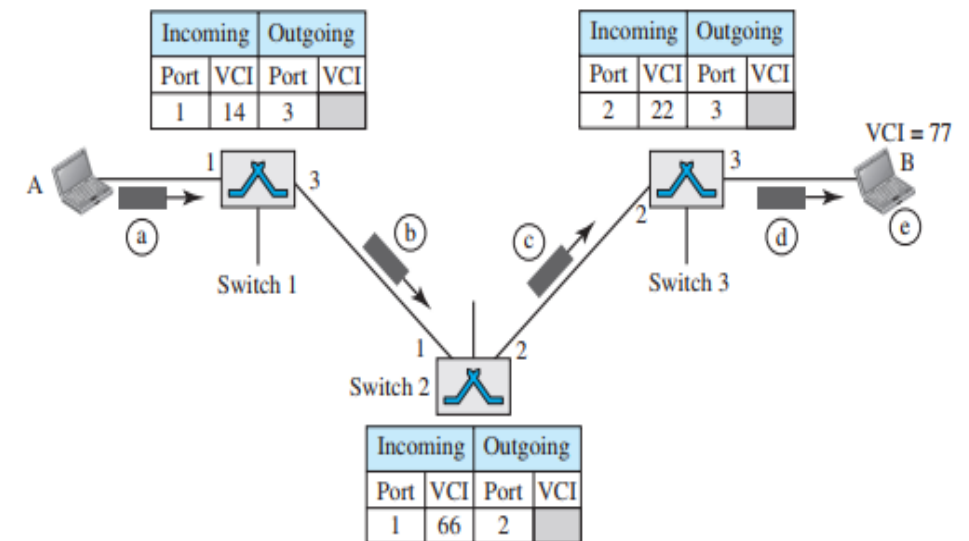 Incoming Outgoing
Port VCI Port VCI
1 14 3
Incoming Outgoing
Port VCI Port VCI
2 22 3
VCI = 77
A
1
3
a
Switch 1
b
c
2
3
Switch 3
d
B
e
1
2
Switch 2
Incoming Outgoing
Port VCI Port VCI
1 66 2